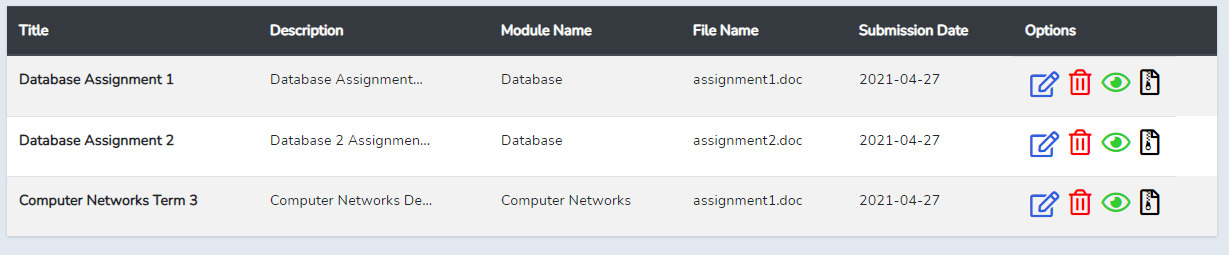 Title Description Module Name File Name Submission Date Options
Database Assignment 1 Database Assignment... Database assignment1.doc 2021-04-27
Database Assignment 2 Database 2 Assignmen... Database assignment2.doc 2021-04-27
Computer Networks Term 3 Computer Networks De... Computer Networks assignment1.doc 2021-04-27